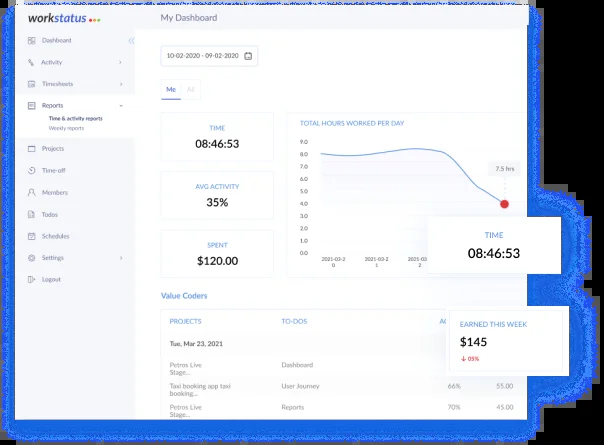 workstatus
My Dashboard
Dashboard
Activity
Timesheets
Reports
Time & activity reports
Weekly reports
Projects
Time-off
Members
Todos
Schedules
Settings
Logout
10-02-2020 - 09-02-2020
Me All
TIME
08:46:53
AVG ACTIVITY
35%
SPENT
$120.00
TOTAL HOURS WORKED PER DAY
9.0
8.0
7.0
6.0
5.0
4.0
3.0
2.0
1.0
0.0
7.5 hrs
2021-03-2 2021-03-2 2021-03-2
0 1 2
TIME
08:46:53
Value Coders
PROJECTS TO-DOS
Tue, Mar 23, 2021
Petros Live
Stage...
Dashboard
Taxi booking app taxi
booking...
User Journey 66% 55.00
Petros Live
Stage...
Reports 70% 45.00
EARNED THIS WEEK
$145
↓ 05%